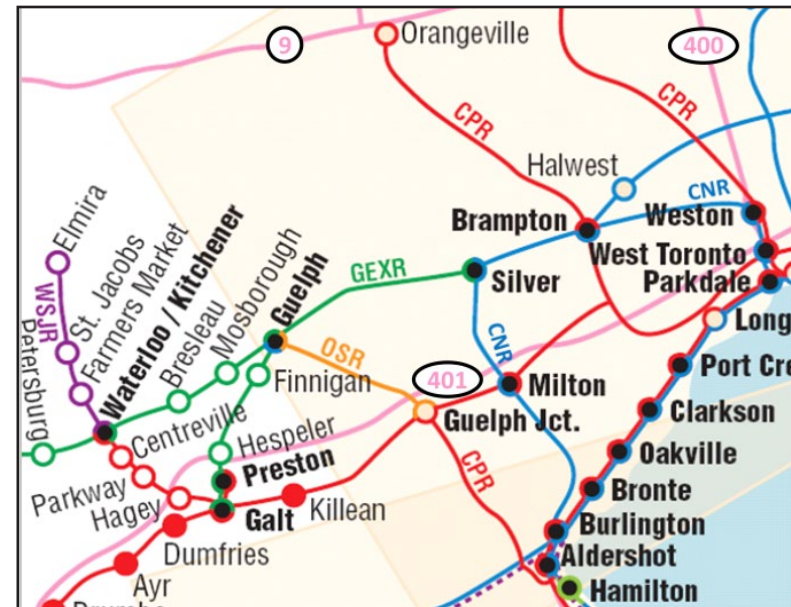 9
Orangeville
400
CPR
CPR
Halwest
CNR
Brampton
Weston
West Toronto
Parkdale
Elmira
WSJR
St. Jacobs
Farmers Market
Waterloo / Kitchener
Bresleau
Mosborough
Guelph
GEXR
Silver
Long
Petersburg
OSR
CNR
401
Milton
Port Cre
Finnigan
Guelph Jct.
Clarkson
Centreville
Hespeler
Preston
Oakville
Parkway
Hagey
Galt
Killean
CPR
Bronte
Burlington
Dumfries
Aldershot
Ayr
Hamilton